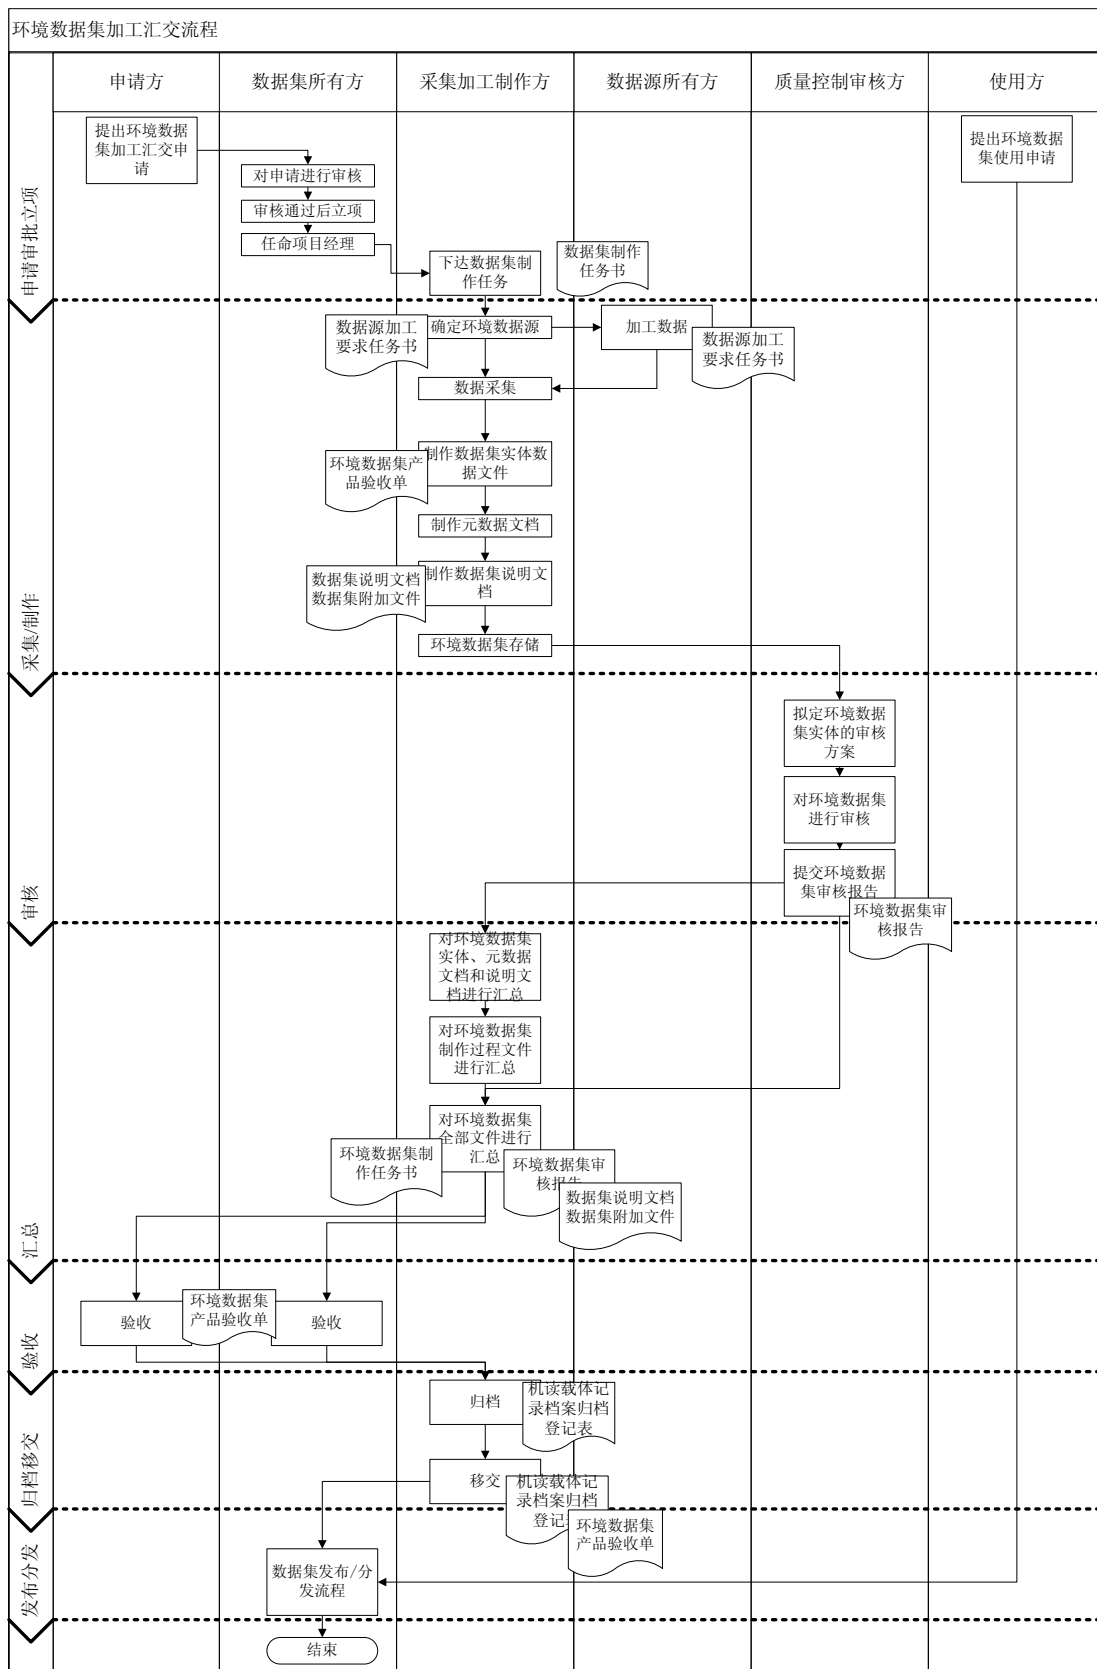 环境数据集加工汇交流程
申请方
数据集所有方
采集加工制作方
数据源所有方
质量控制审核方
使用方
申请审批立项
提出环境数据
集加工汇交申
请
对申请进行审核
审核通过后立项
任命项目经理
下达数据集制
作任务
数据集制作
任务书
提出环境数据
集使用申请
采集/制作
数据源加工
要求任务书
确定环境数据源
加工数据
数据源加工
要求任务书
数据采集
环境数据集产
品验收单
制作数据集实体数
据文件
制作元数据文档
数据集说明文档
数据集附加文件
制作数据集说明文
档
环境数据集存储
审核
拟定环境数据
集实体的审核
方案
对环境数据集
进行审核
提交环境数据
集审核报告
环境数据集审
核报告
汇总
对环境数据集
实体、元数据
文档和说明文
档进行汇总
对环境数据集
制作过程文件
进行汇总
对环境数据集
全部文件进行
汇总
环境数据集制
作任务书
环境数据集审
核报告
数据集说明文档
数据集附加文件
验收
验收
环境数据集
产品验收单
验收
归档移交
归档
机读载体记
录档案归档
登记表
移交
机读载体记
录档案归档
登记
环境数据集
产品验收单
发布分发
数据集发布/分
发流程
结束